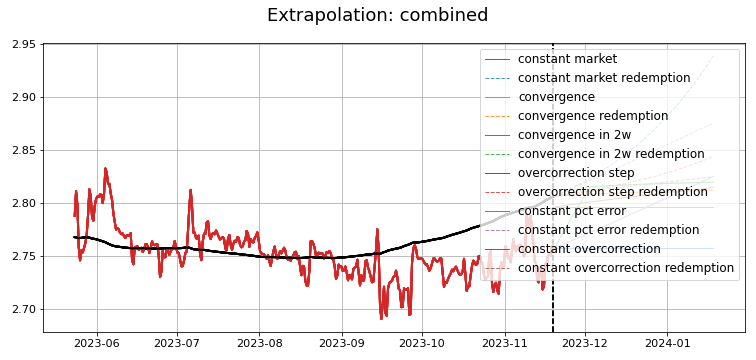 Extrapolation: combined
2.95
2.90
2.85
2.80
2.75
2.70
constant market
constant market redemption
convergence
convergence redemption
convergence in 2w
convergence in 2w redemption
overcorrection step
overcorrection step redemption
constant pct error
constant pct error redemption
constant overcorrection
constant overcorrection redemption
2023-06 2023-07 2023-08 2023-09 2023-10 2023-11 2023-12 2024-01